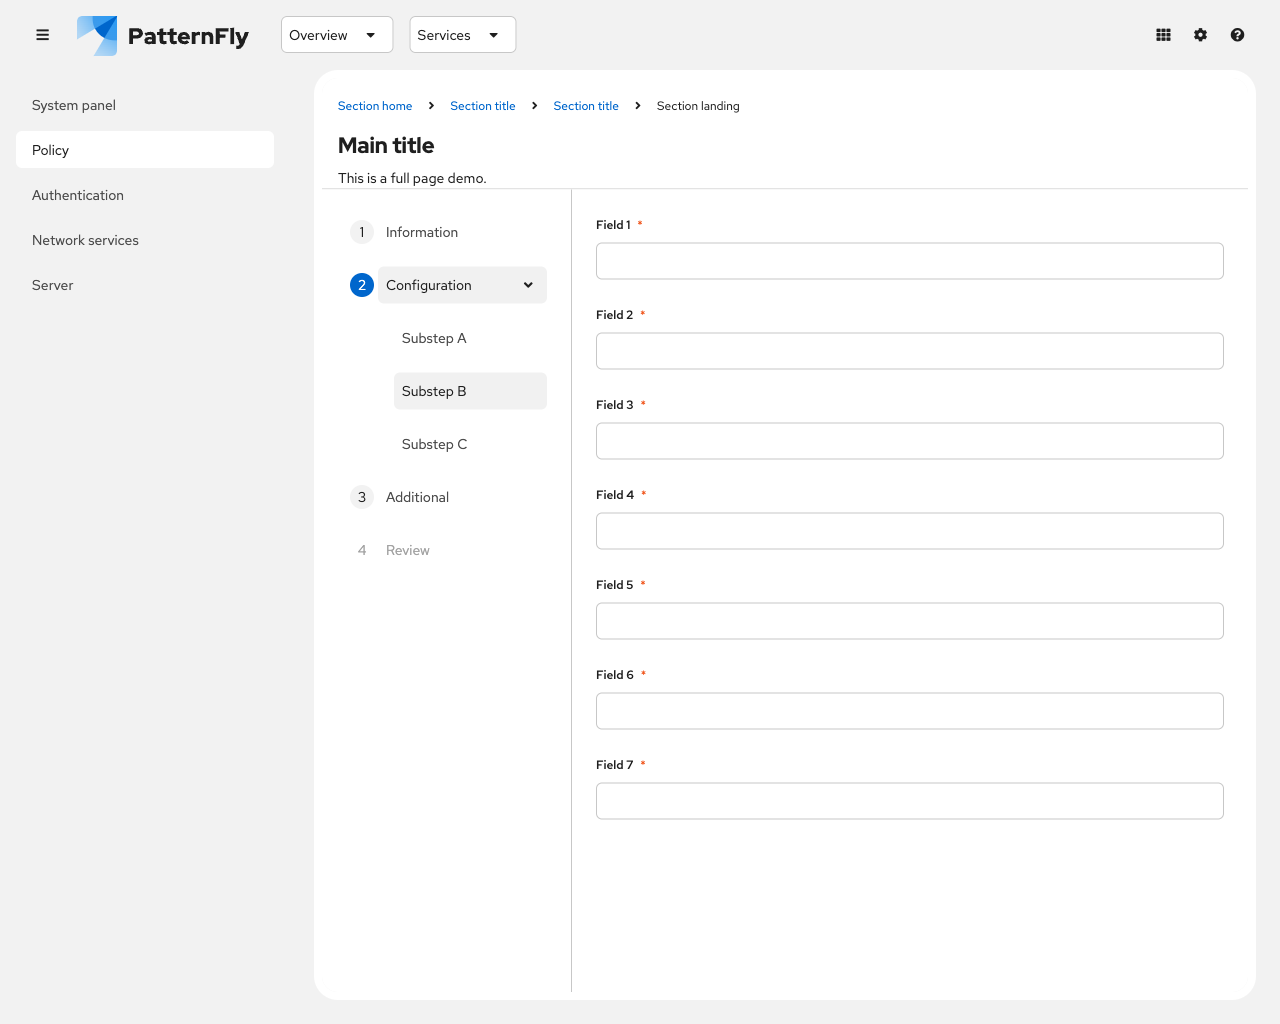 PatternFly Overview Services
System panel
Policy
Authentication
Network services
Server
Section home Section title Section title Section landing
Main title
This is a full page demo.
1 Information
2 Configuration
Substep A
Substep B
Substep C
3 Additional
4 Review
Field 1 *
Field 2 *
Field 3 *
Field 4 *
Field 5 *
Field 6 *
Field 7 *